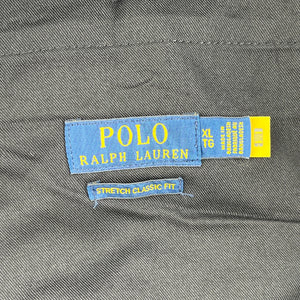 POLO
RALPH LAUREN
XL
TG
STRETCH CLASSIC FIT